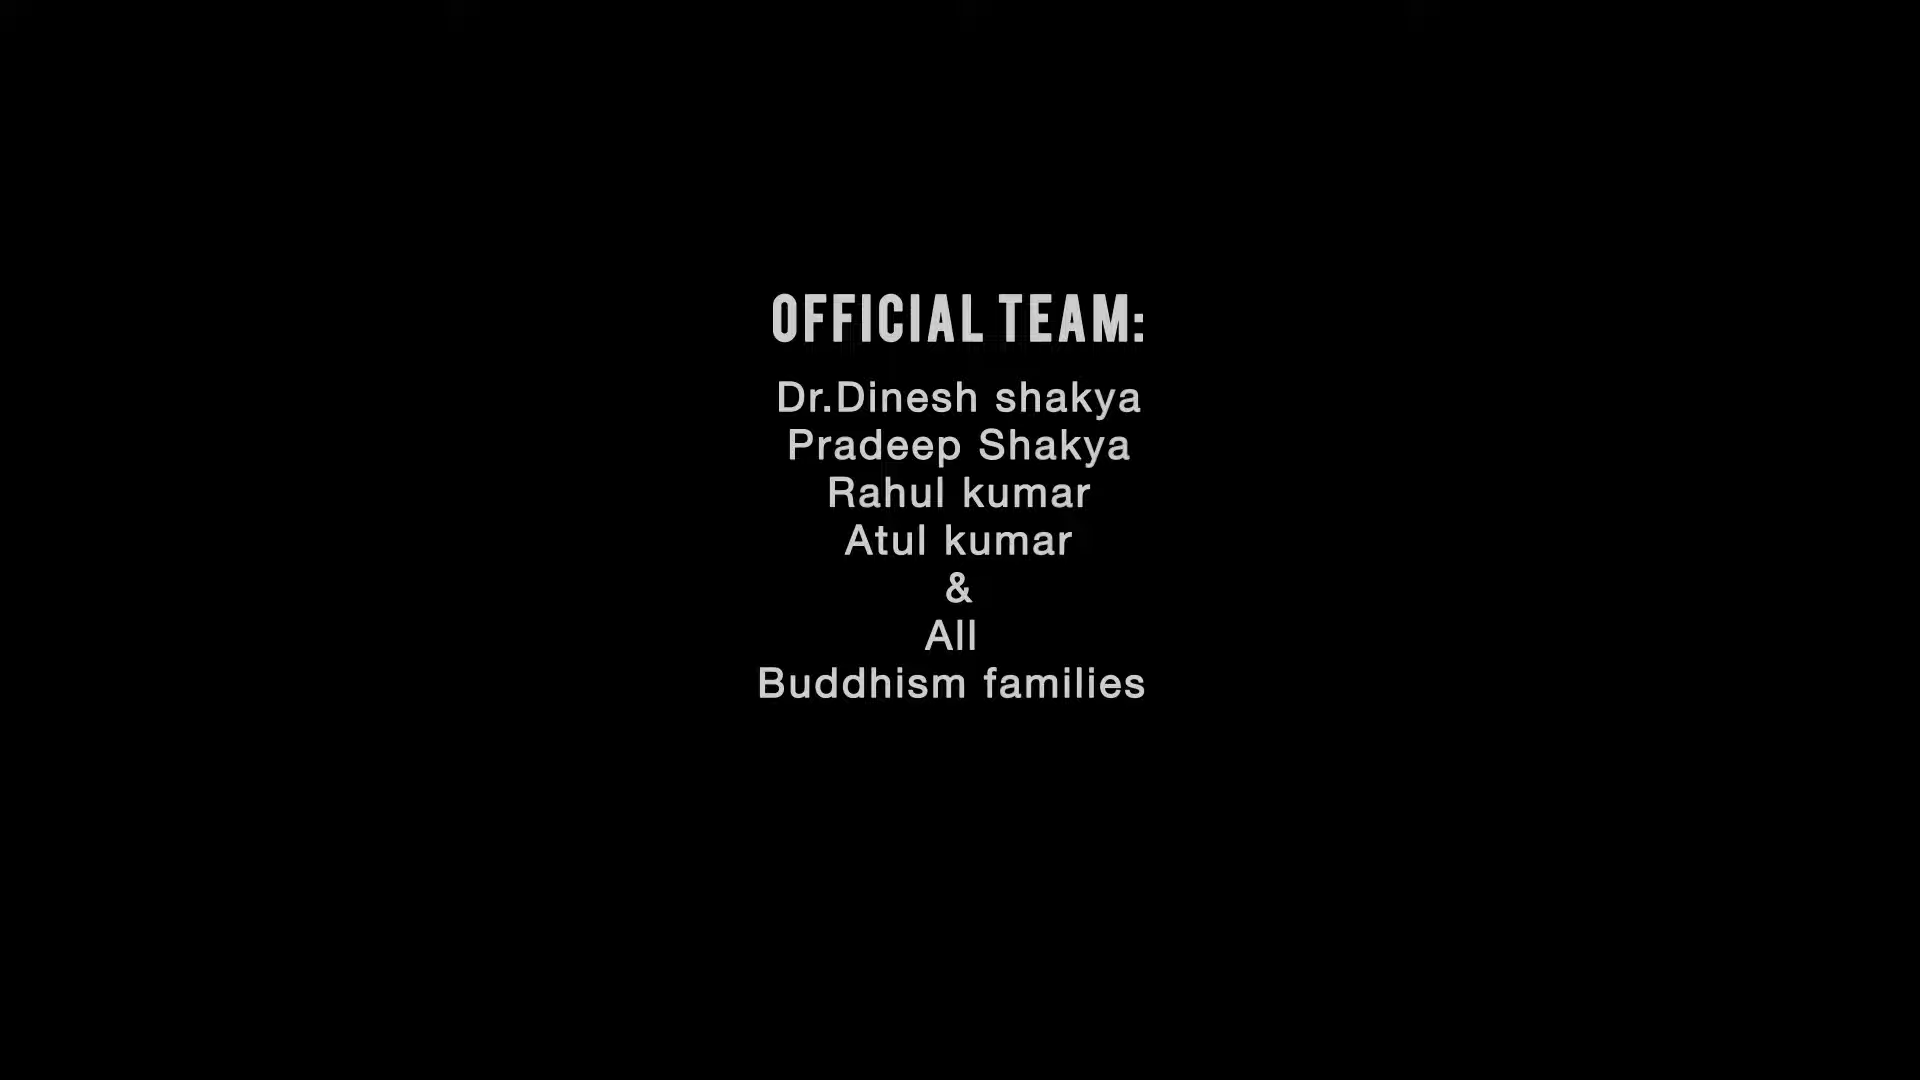 OFFICIAL TEAM:
Dr.Dinesh shakya
Pradeep Shakya
Rahul kumar
Atul kumar
&
All
Buddhism families